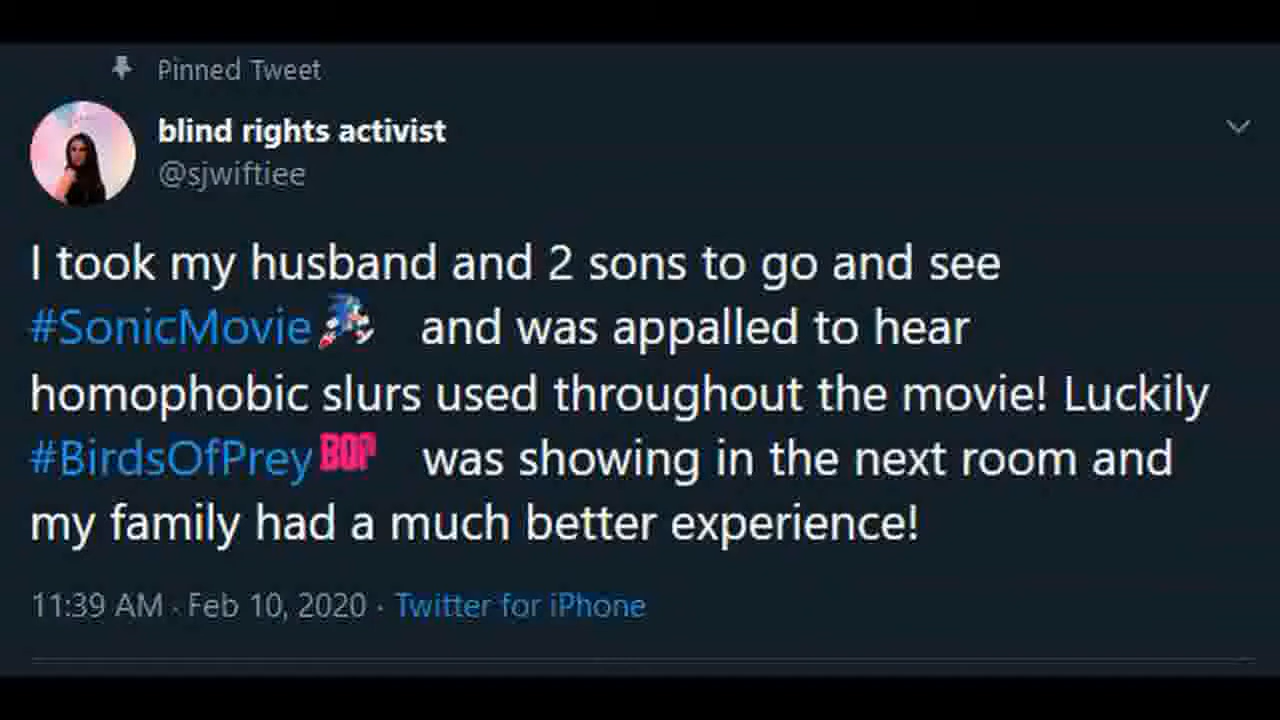 Pinned Tweet
blind rights activist
@sjwiftiee
I took my husband and 2 sons to go and see
#SonicMovie and was appalled to hear
homophobic slurs used throughout the movie! Luckily
#BirdsOfPrey BOP was showing in the next room and
my family had a much better experience!
11:39 AM · Feb 10, 2020 · Twitter for iPhone